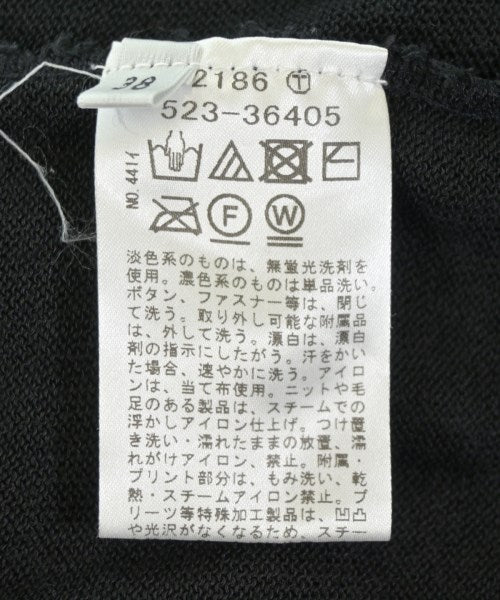 38
2186 T
523-36405
NO.4411
F W
淡色系のものは、無蛍光洗剤を
使用。濃色系のものは単品洗い。
ボタン、ファスナー等は、閉じ
て洗う。取り外し可能な附属品
は、外して洗う。漂白は、漂白
剤の指示にしたがう。汗をかい
た場合、速やかに洗う。アイロ
ンは、当て布使用。ニットや毛
足のある製品は、スチームでの
浮かしアイロン仕上げ。つけ置
き洗い・濡れたままの放置、濡
れがけアイロン、禁止。附属・
プリント部分は、もみ洗い、乾
熱・スチームアイロン禁止。プ
リーツ等特殊加工製品は、凹凸
や光沢がなくなるため、スチー